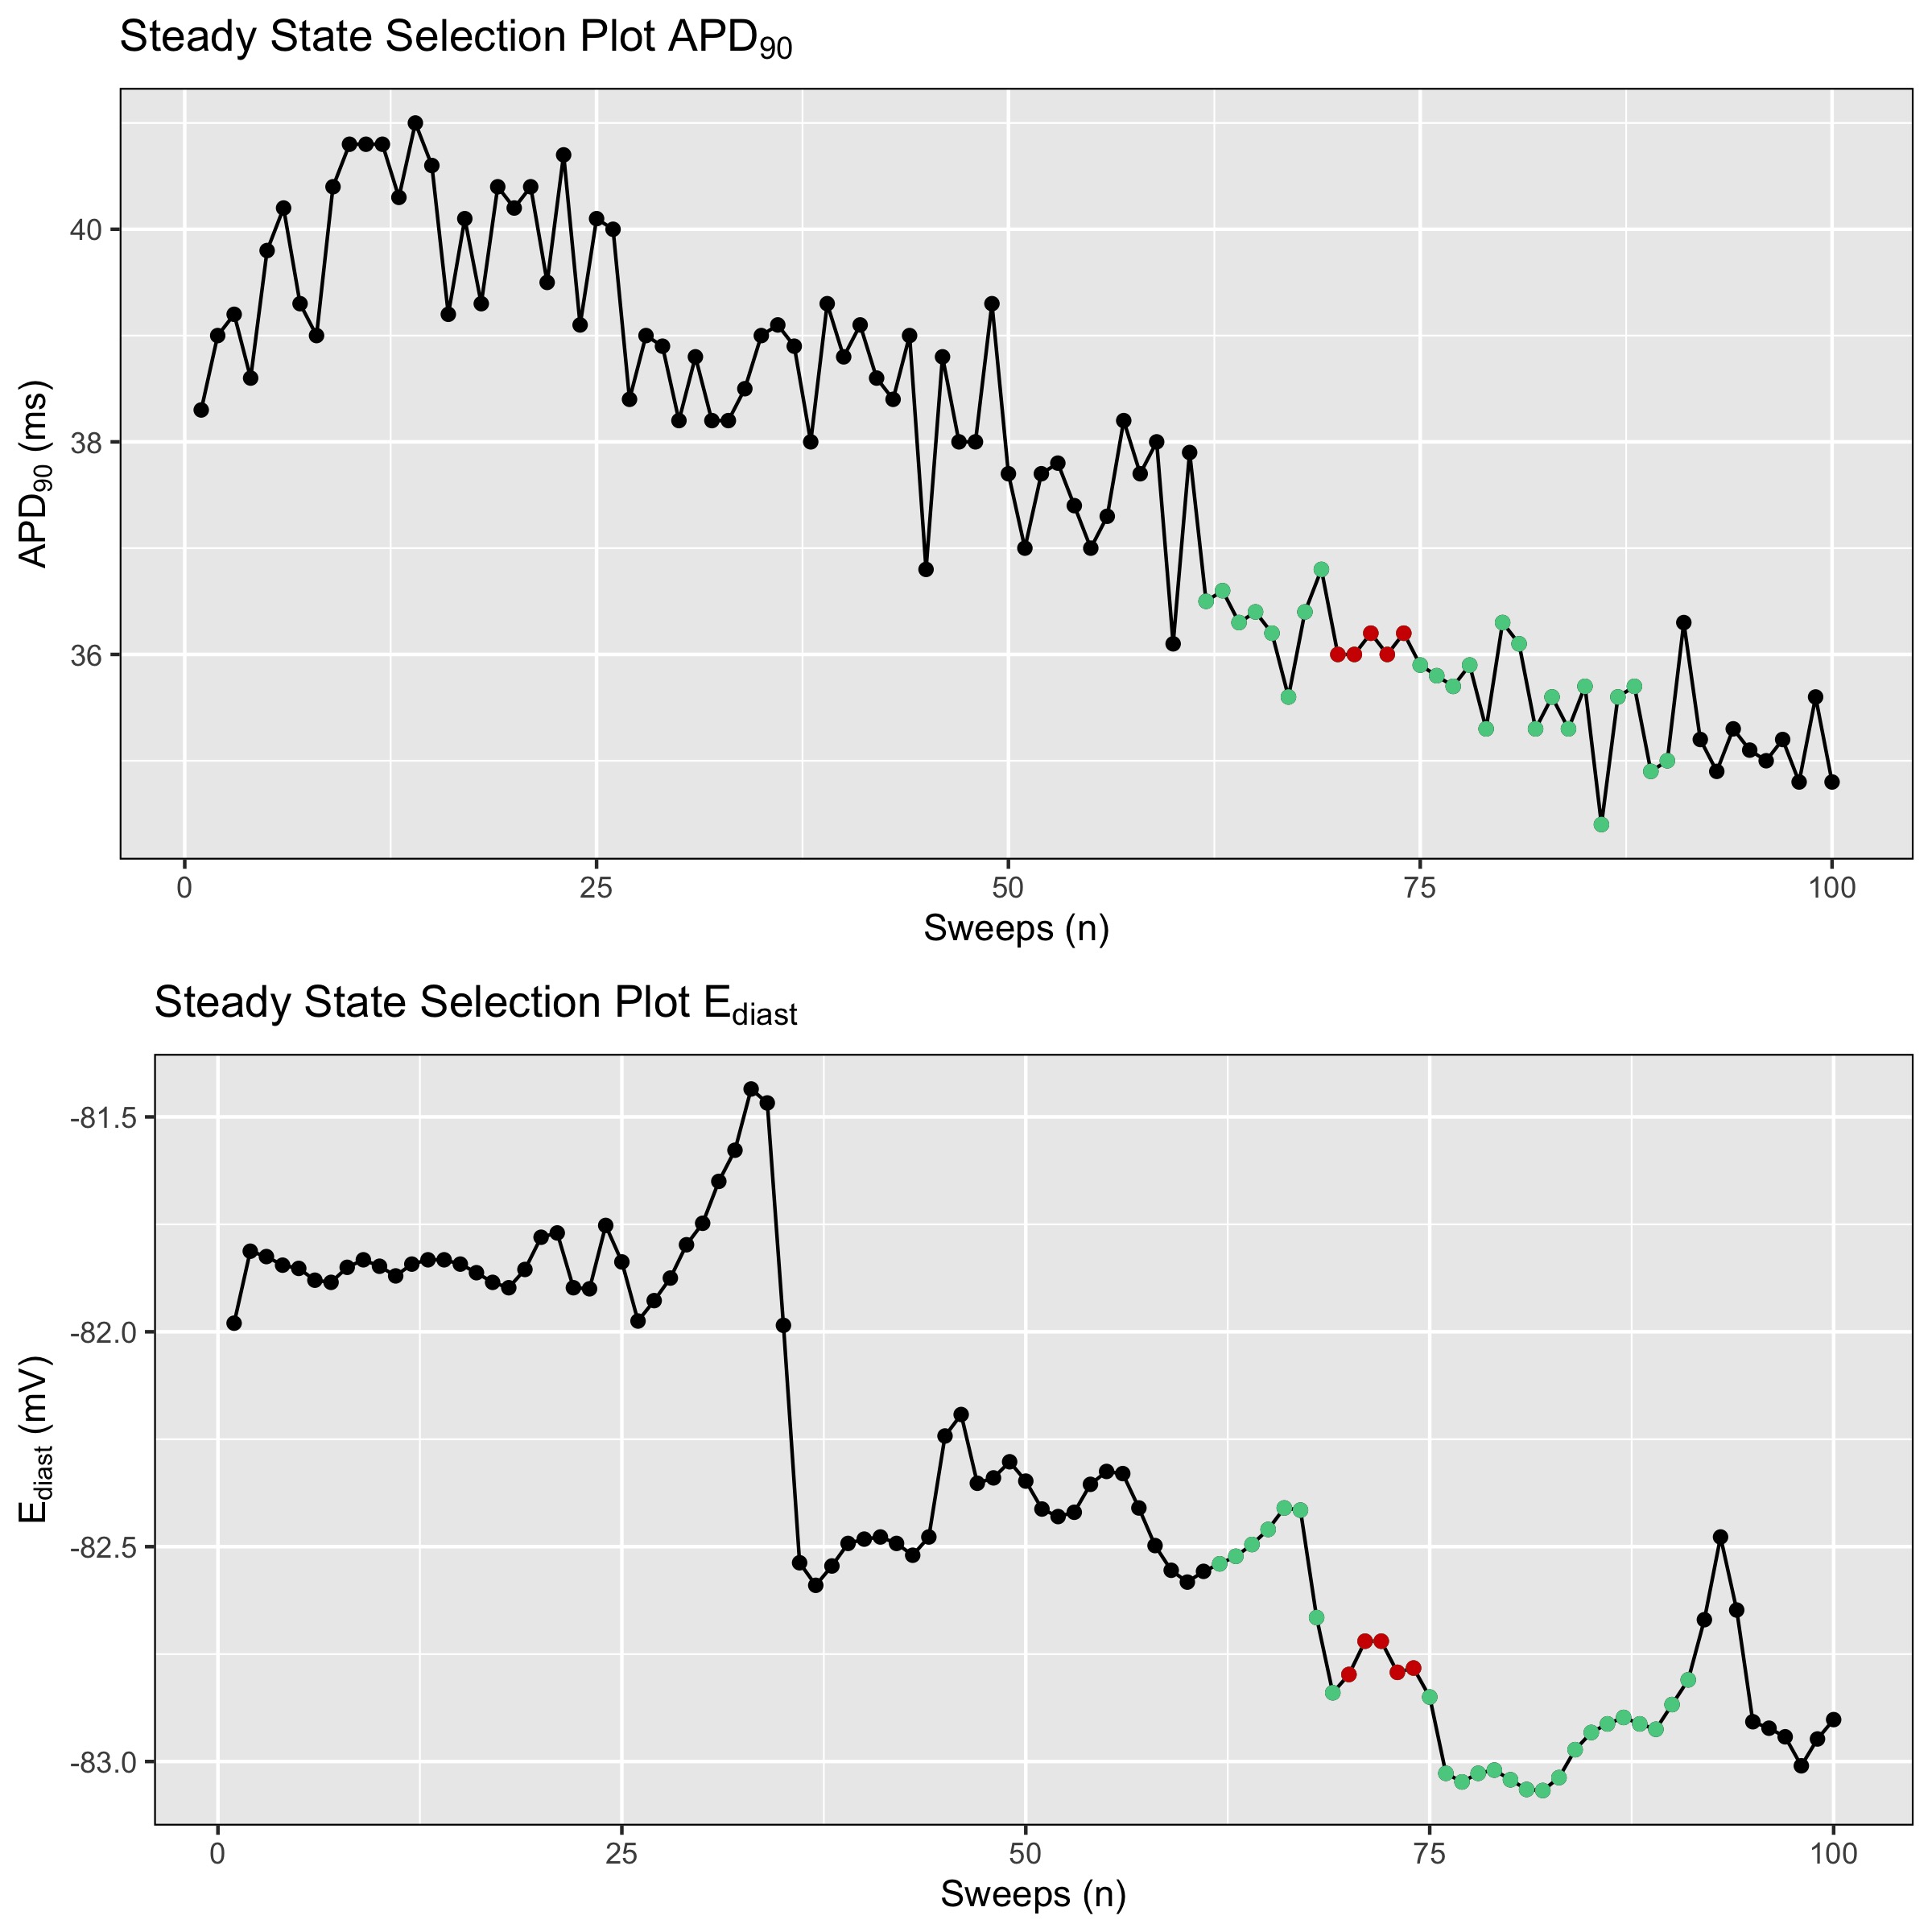 Steady State Selection Plot APD90
APD90 (ms)
40
38
36
0 25 50 75 100
Sweeps (n)
Steady State Selection Plot Ediast
Ediast (mV)
-81.5
-82.0
-82.5
-83.0
0 25 50 75 100
Sweeps (n)